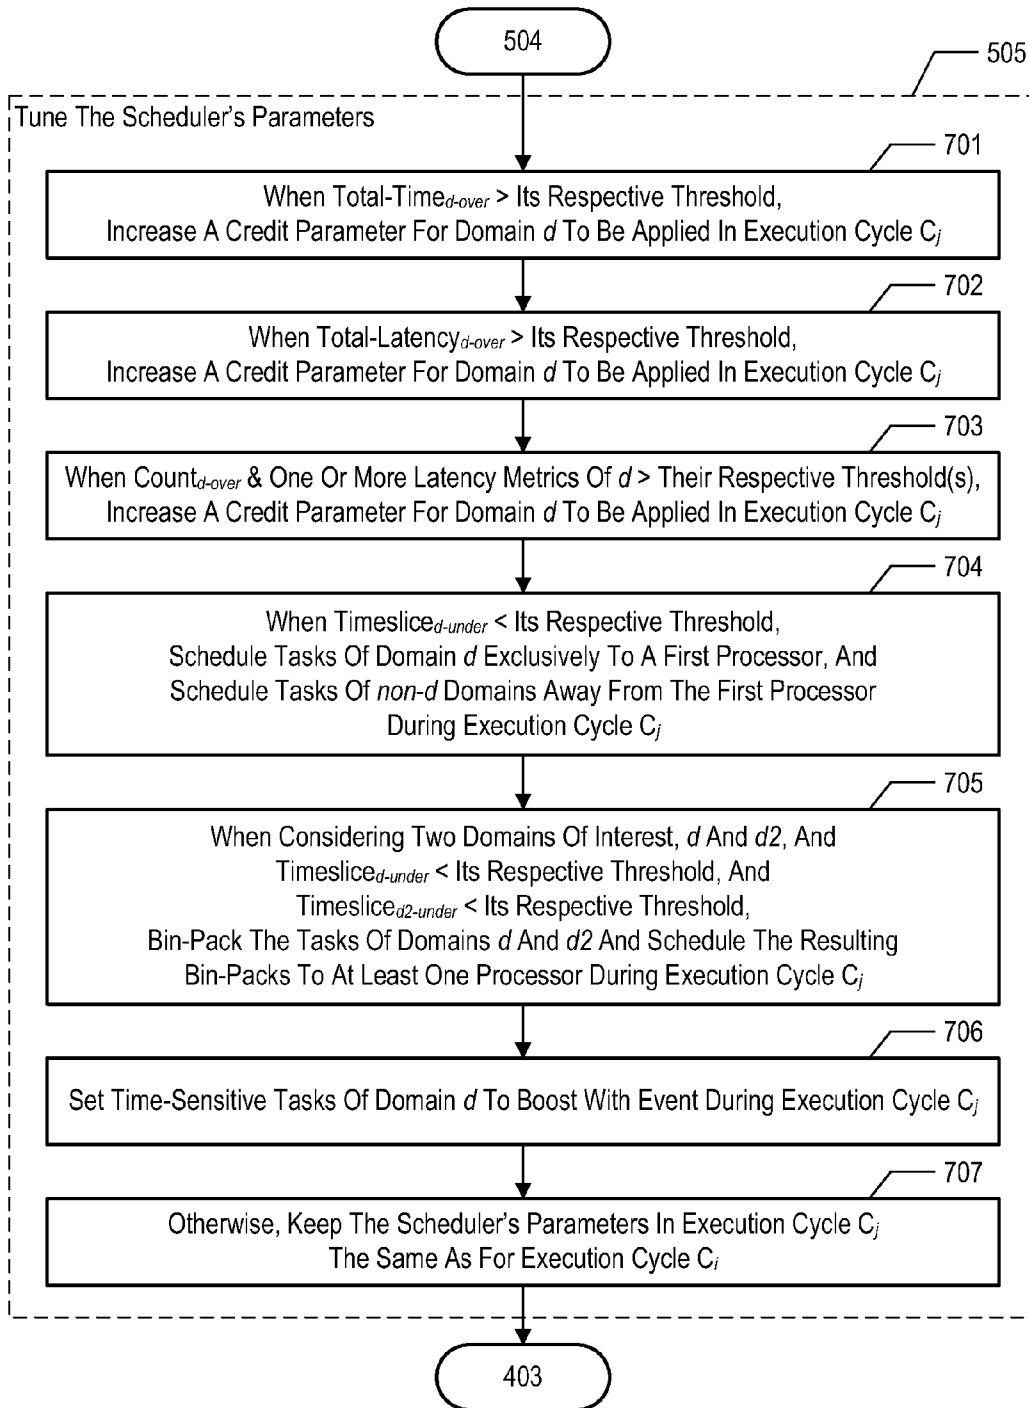 504
505
Tune The Scheduler's Parameters
701
When Total-Time d-over > Its Respective Threshold,
Increase A Credit Parameter For Domain d To Be Applied In Execution Cycle Cj
702
When Total-Latency d-over > Its Respective Threshold,
Increase A Credit Parameter For Domain d To Be Applied In Execution Cycle Cj
703
When Count d-over & One Or More Latency Metrics Of d > Their Respective Threshold(s),
Increase A Credit Parameter For Domain d To Be Applied In Execution Cycle Cj
704
When Timeslice d-under < Its Respective Threshold,
Schedule Tasks Of Domain d Exclusively To A First Processor, And
Schedule Tasks Of non-d Domains Away From The First Processor
During Execution Cycle Cj
705
When Considering Two Domains Of Interest, d And d2, And
Timeslice d-under < Its Respective Threshold, And
Timeslice d2-under < Its Respective Threshold,
Bin-Pack The Tasks Of Domains d And d2 And Schedule The Resulting
Bin-Packs To At Least One Processor During Execution Cycle Cj
706
Set Time-Sensitive Tasks Of Domain d To Boost With Event During Execution Cycle Cj
707
Otherwise, Keep The Scheduler's Parameters In Execution Cycle Cj
The Same As For Execution Cycle Ci
403